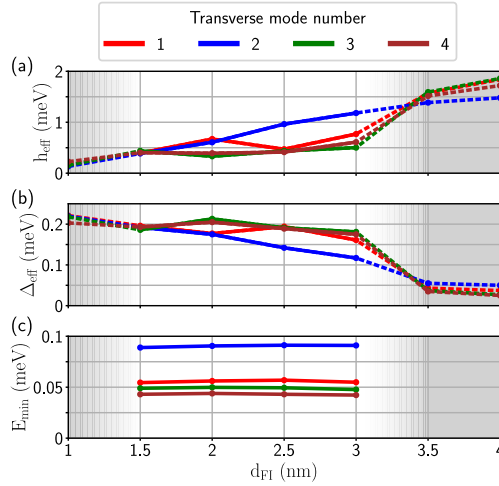 Transverse mode number
1 2 3 4
(a)
h_eff (meV)
2
1
0
(b)
Δ_eff (meV)
0.2
0.1
0
(c)
E_min (meV)
0.1
0.05
0
1 1.5 2 2.5 3 3.5 4
d_FI (nm)